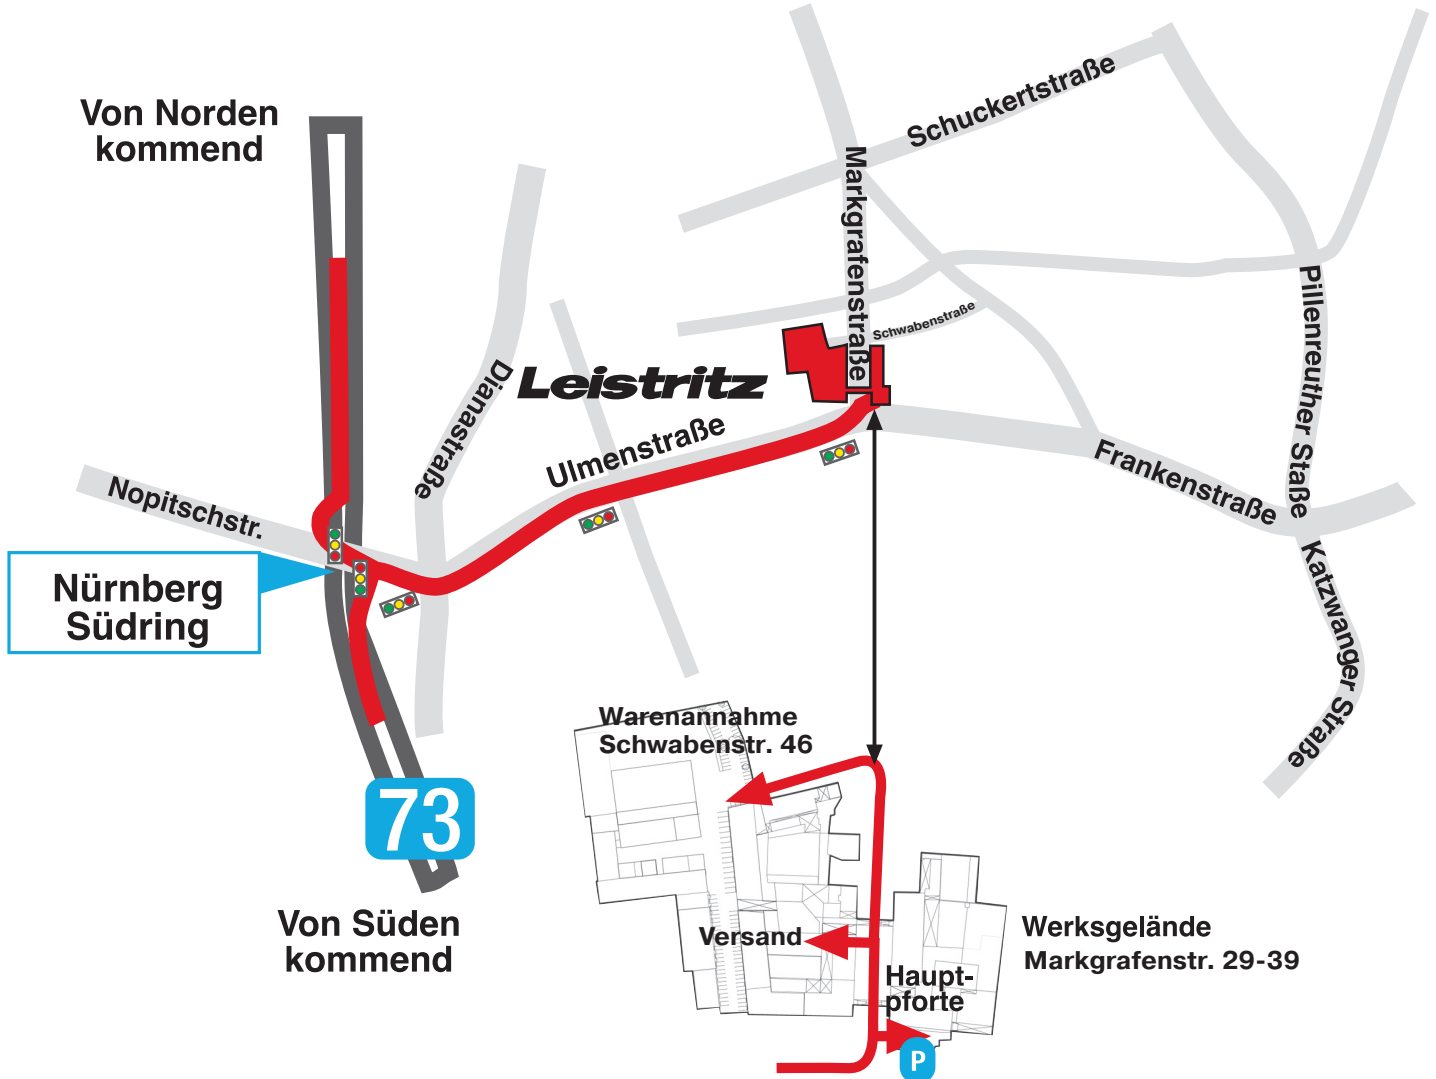 Von Norden
kommend
Schuckertstraße
Markgrafenstraße
Schwabenstraße
Pillenreuther Staße
Dianastraße
Leistritz
Ulmenstraße
Frankenstraße
Nopitschstr.
Katzwanger Straße
Nürnberg
Südring
Warenannahme
Schwabenstr. 46
73
Von Süden
kommend
Versand
Werksgelände
Markgrafenstr. 29-39
Haupt-
pforte
P